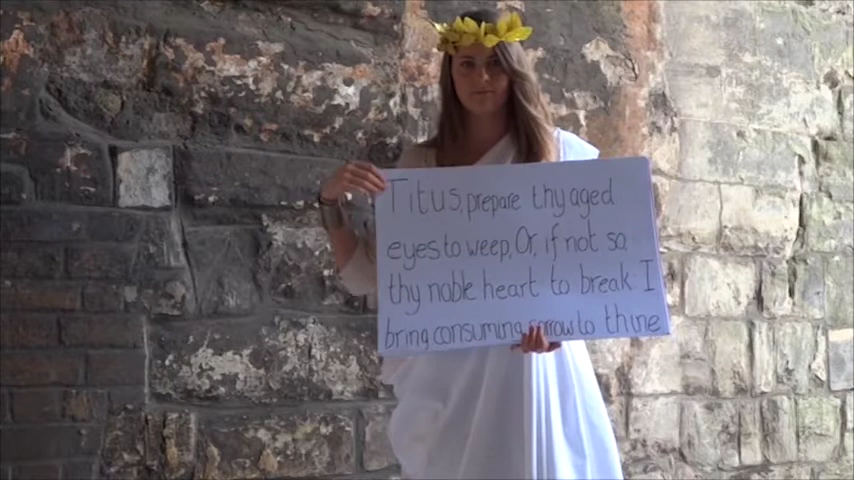 Titus, prepare thy aged
eyes to weep, Or, if not so,
thy noble heart to break: I
bring consuming sorrow to thine